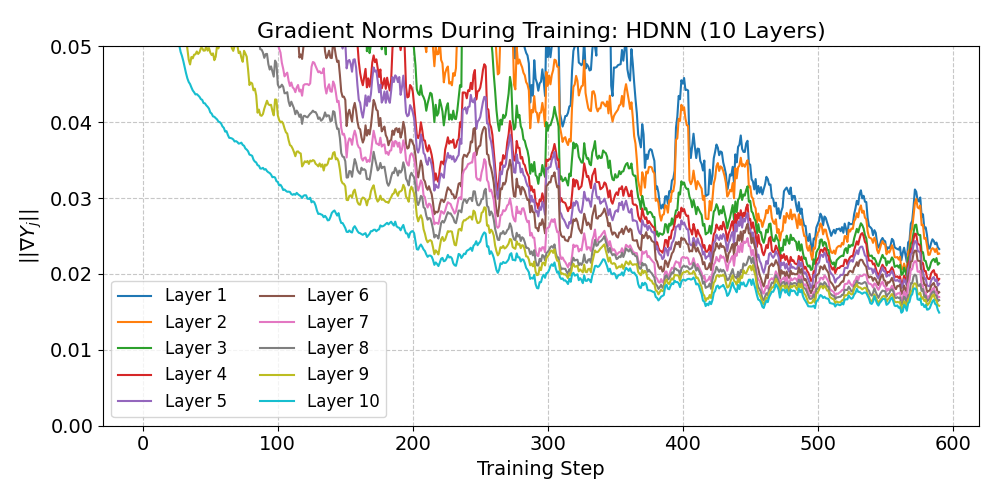 Gradient Norms During Training: HDNN (10 Layers)
||∇Y_j||
0.05
0.04
0.03
0.02
0.01
0.00
Layer 1
Layer 2
Layer 3
Layer 4
Layer 5
Layer 6
Layer 7
Layer 8
Layer 9
Layer 10
0 100 200 300 400 500 600
Training Step